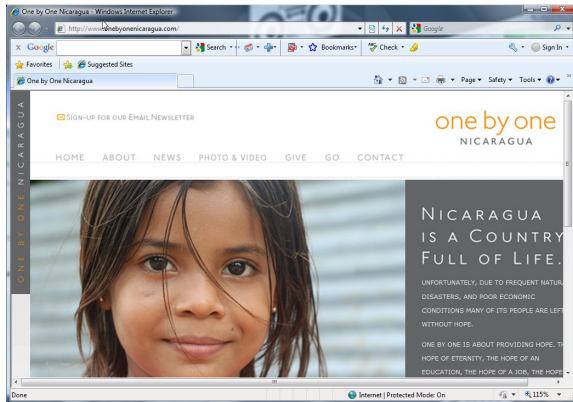 One by One Nicaragua - Windows Internet Explorer
http://www.onebyonenicaragua.com/
Google
Google
Search
Bookmarks
Check
Sign In
Favorites
Suggested Sites
One by One Nicaragua
Page
Safety
Tools
ONE BY ONE NICARAGUA
SIGN-UP FOR OUR EMAIL NEWSLETTER
one by one
NICARAGUA
HOME ABOUT NEWS PHOTO & VIDEO GIVE GO CONTACT
NICARAGUA
IS A COUNTRY
FULL OF LIFE.
UNFORTUNATELY, DUE TO FREQUENT NATURA
DISASTERS, AND POOR ECONOMIC
CONDITIONS MANY OF ITS PEOPLE ARE LEFT
WITHOUT HOPE.
ONE BY ONE IS ABOUT PROVIDING HOPE. TH
HOPE OF ETERNITY, THE HOPE OF AN
EDUCATION, THE HOPE OF A JOB, THE HOPE
Done
Internet | Protected Mode: On
115%